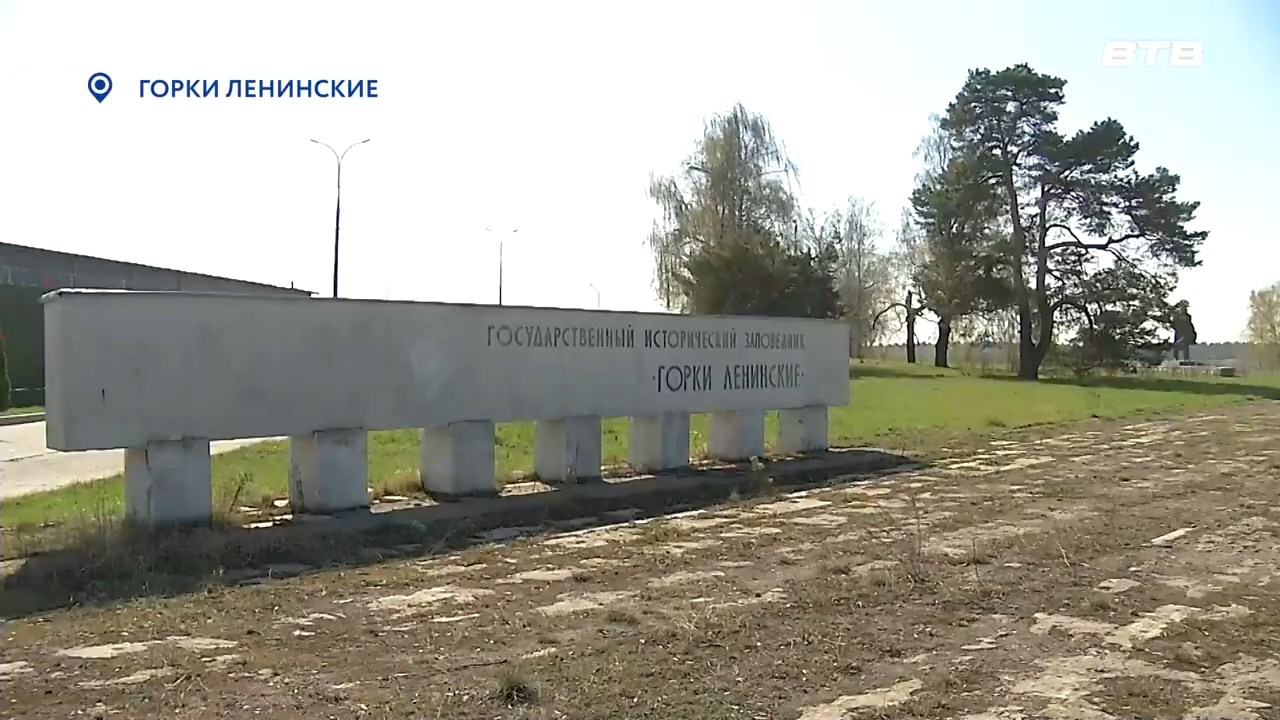 ВТВ
ГОРКИ ЛЕНИНСКИЕ
ГОСУДАРСТВЕННЫЙ ИСТОРИЧЕСКИЙ ЗАПОВЕДНИК
·ГОРКИ ЛЕНИНСКИЕ·